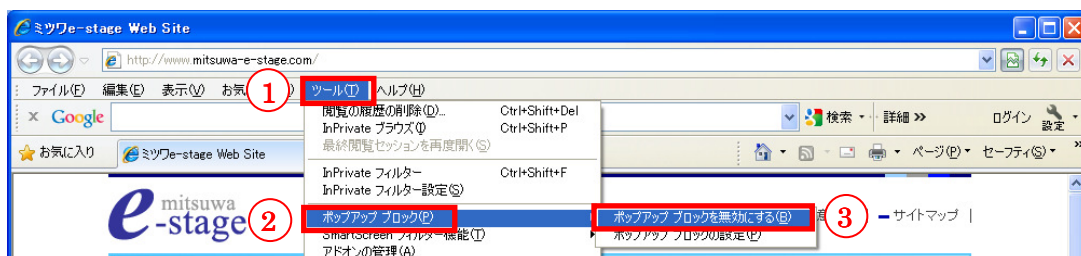 ミツワe-stage Web Site
http://www.mitsuwa-e-stage.com/
ファイル(F) 編集(E) 表示(V) お気 ① ツール(T) ヘルプ(H)
閲覧の履歴の削除(D)... Ctrl+Shift+Del
x Google 検索 詳細 >> ログイン 設定
InPrivate ブラウズ(I) Ctrl+Shift+P
最終閲覧セッションを再度開く(S)
お気に入り ミツワe-stage Web Site ページ(P) セーフティ(S) »
InPrivate フィルター Ctrl+Shift+F
InPrivate フィルター設定(S)
mitsuwa
e-stage ② ポップアップ ブロック(P) ポップアップ ブロックを無効にする(B) ③ サイトマップ |
SmartScreen フィルター機能(T) ポップアップ ブロックの設定(P)
アドオンの管理(A)